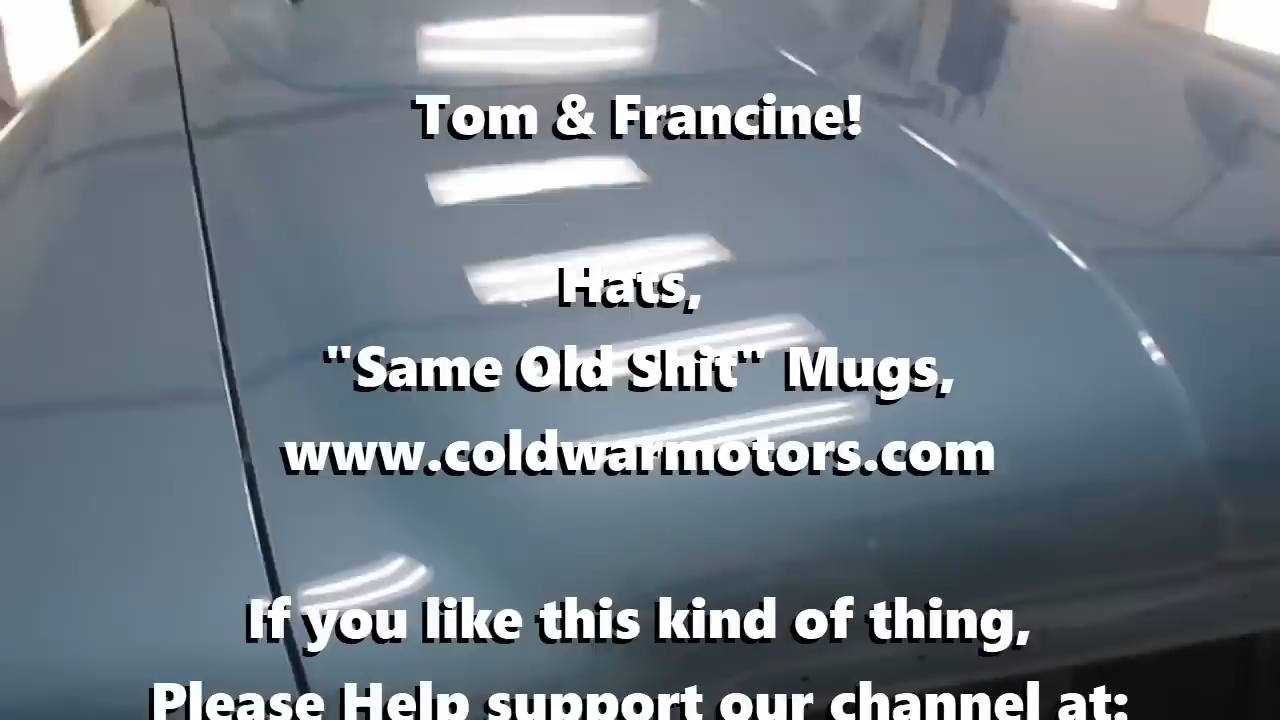 Tom & Francine!
Hats,
"Same Old Shit" Mugs,
www.coldwarmotors.com
If you like this kind of thing,
Please Help support our channel at: